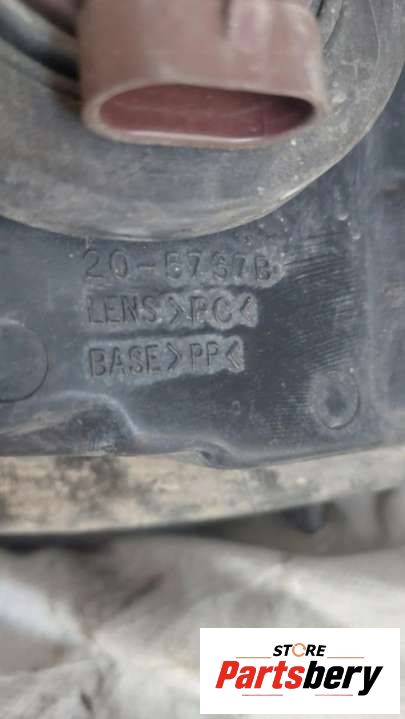 20-5737B
LENS>PC<
BASE>PP<
STORE
Partsbery